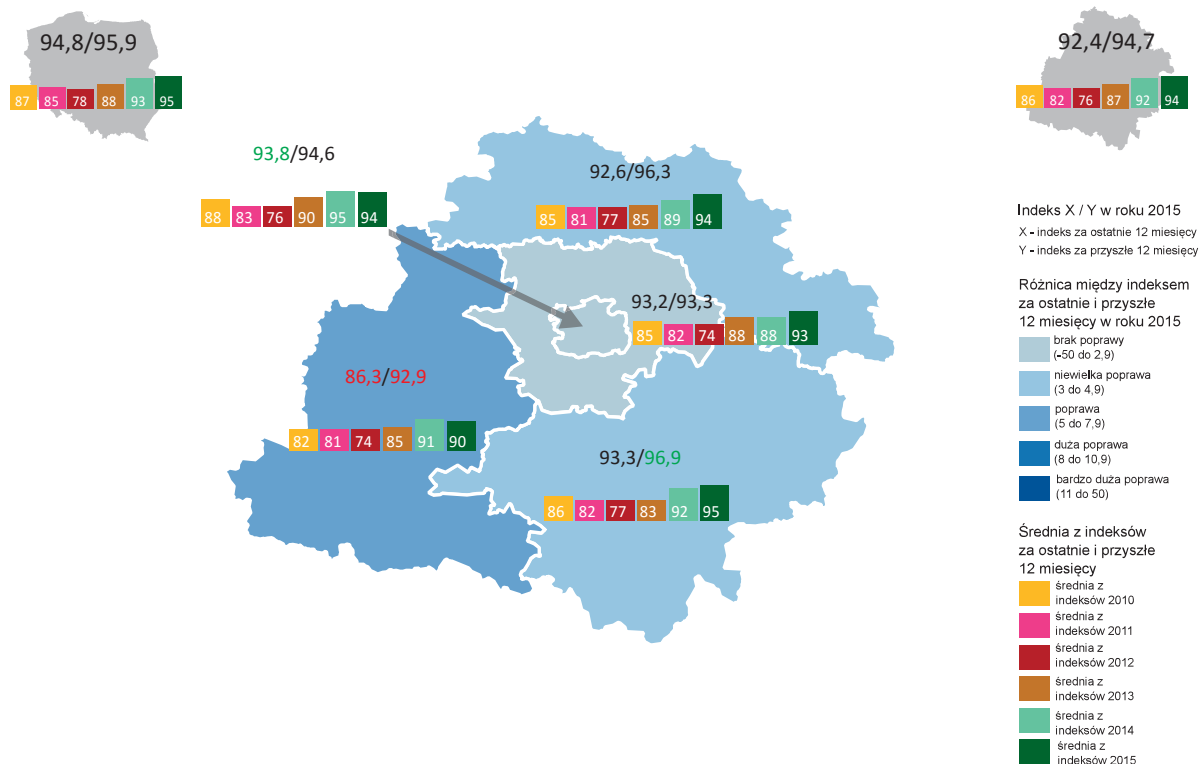 94,8/95,9
87 85 78 88 93 95
92,4/94,7
86 82 76 87 92 94
93,8/94,6
88 83 76 90 95 94
92,6/96,3
85 81 77 85 89 94
93,2/93,3
85 82 74 88 88 93
86,3/92,9
82 81 74 85 91 90
93,3/96,9
86 82 77 83 92 95
Indeks X / Y w roku 2015
X - indeks za ostatnie 12 miesięcy
Y - indeks za przyszłe 12 miesięcy
Różnica między indeksem
za ostatnie i przyszłe
12 miesięcy w roku 2015
brak poprawy
(-50 do 2,9)
niewielka poprawa
(3 do 4,9)
poprawa
(5 do 7,9)
duża poprawa
(8 do 10,9)
bardzo duża poprawa
(11 do 50)
Średnia z indeksów
za ostatnie i przyszłe
12 miesięcy
średnia z
indeksów 2010
średnia z
indeksów 2011
średnia z
indeksów 2012
średnia z
indeksów 2013
średnia z
indeksów 2014
średnia z
indeksów 2015